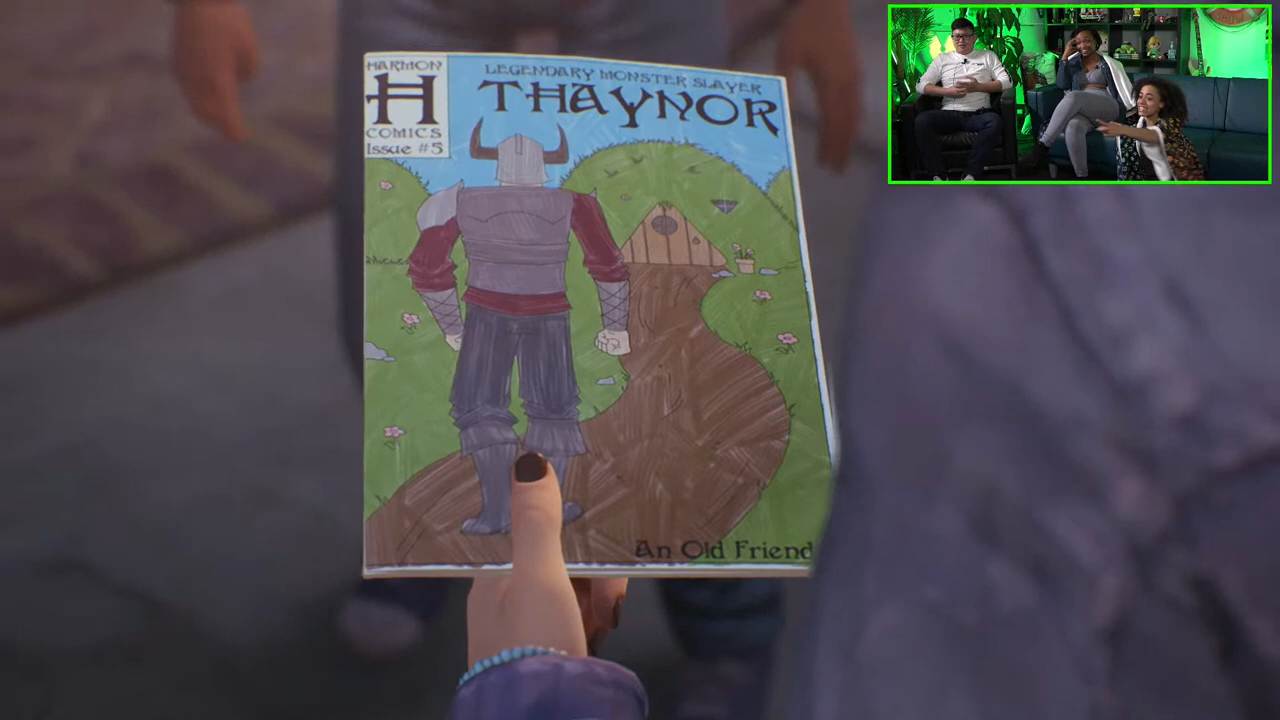 HARMON
H
COMICS
Issue #5
LEGENDARY MONSTER SLAYER
THAYNOR
An Old Friend